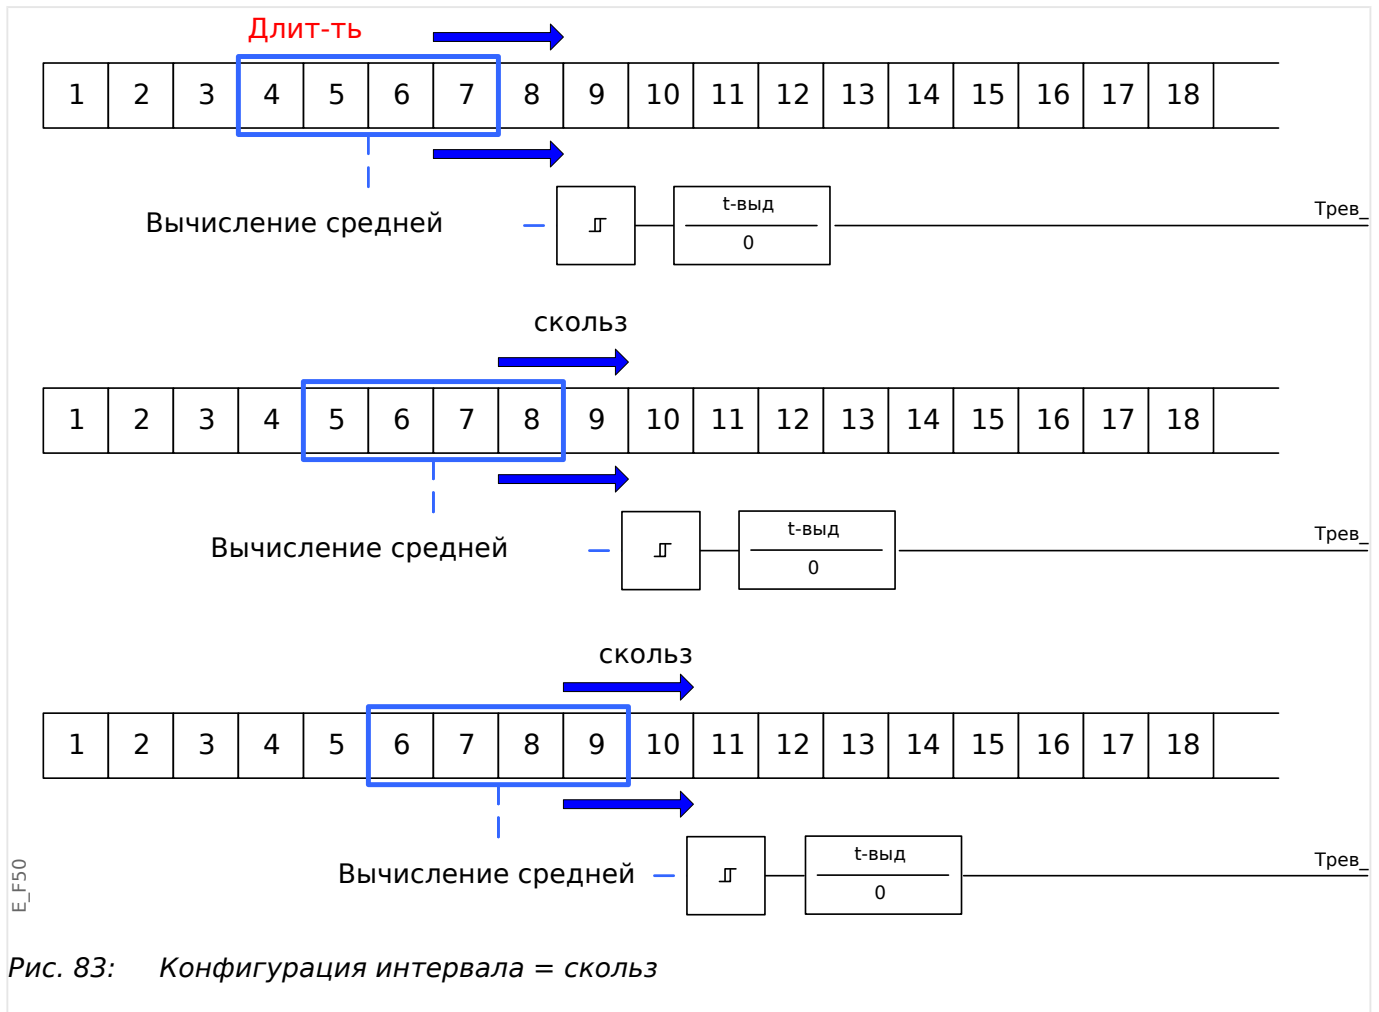 Длит-ть
1 2 3 4 5 6 7 8 9 10 11 12 13 14 15 16 17 18
Вычисление средней
t-выд
0
Трев_
скольз
1 2 3 4 5 6 7 8 9 10 11 12 13 14 15 16 17 18
Вычисление средней
t-выд
0
Трев_
скольз
1 2 3 4 5 6 7 8 9 10 11 12 13 14 15 16 17 18
Вычисление средней
t-выд
0
Трев_
E_F50
Рис. 83: Конфигурация интервала = скольз